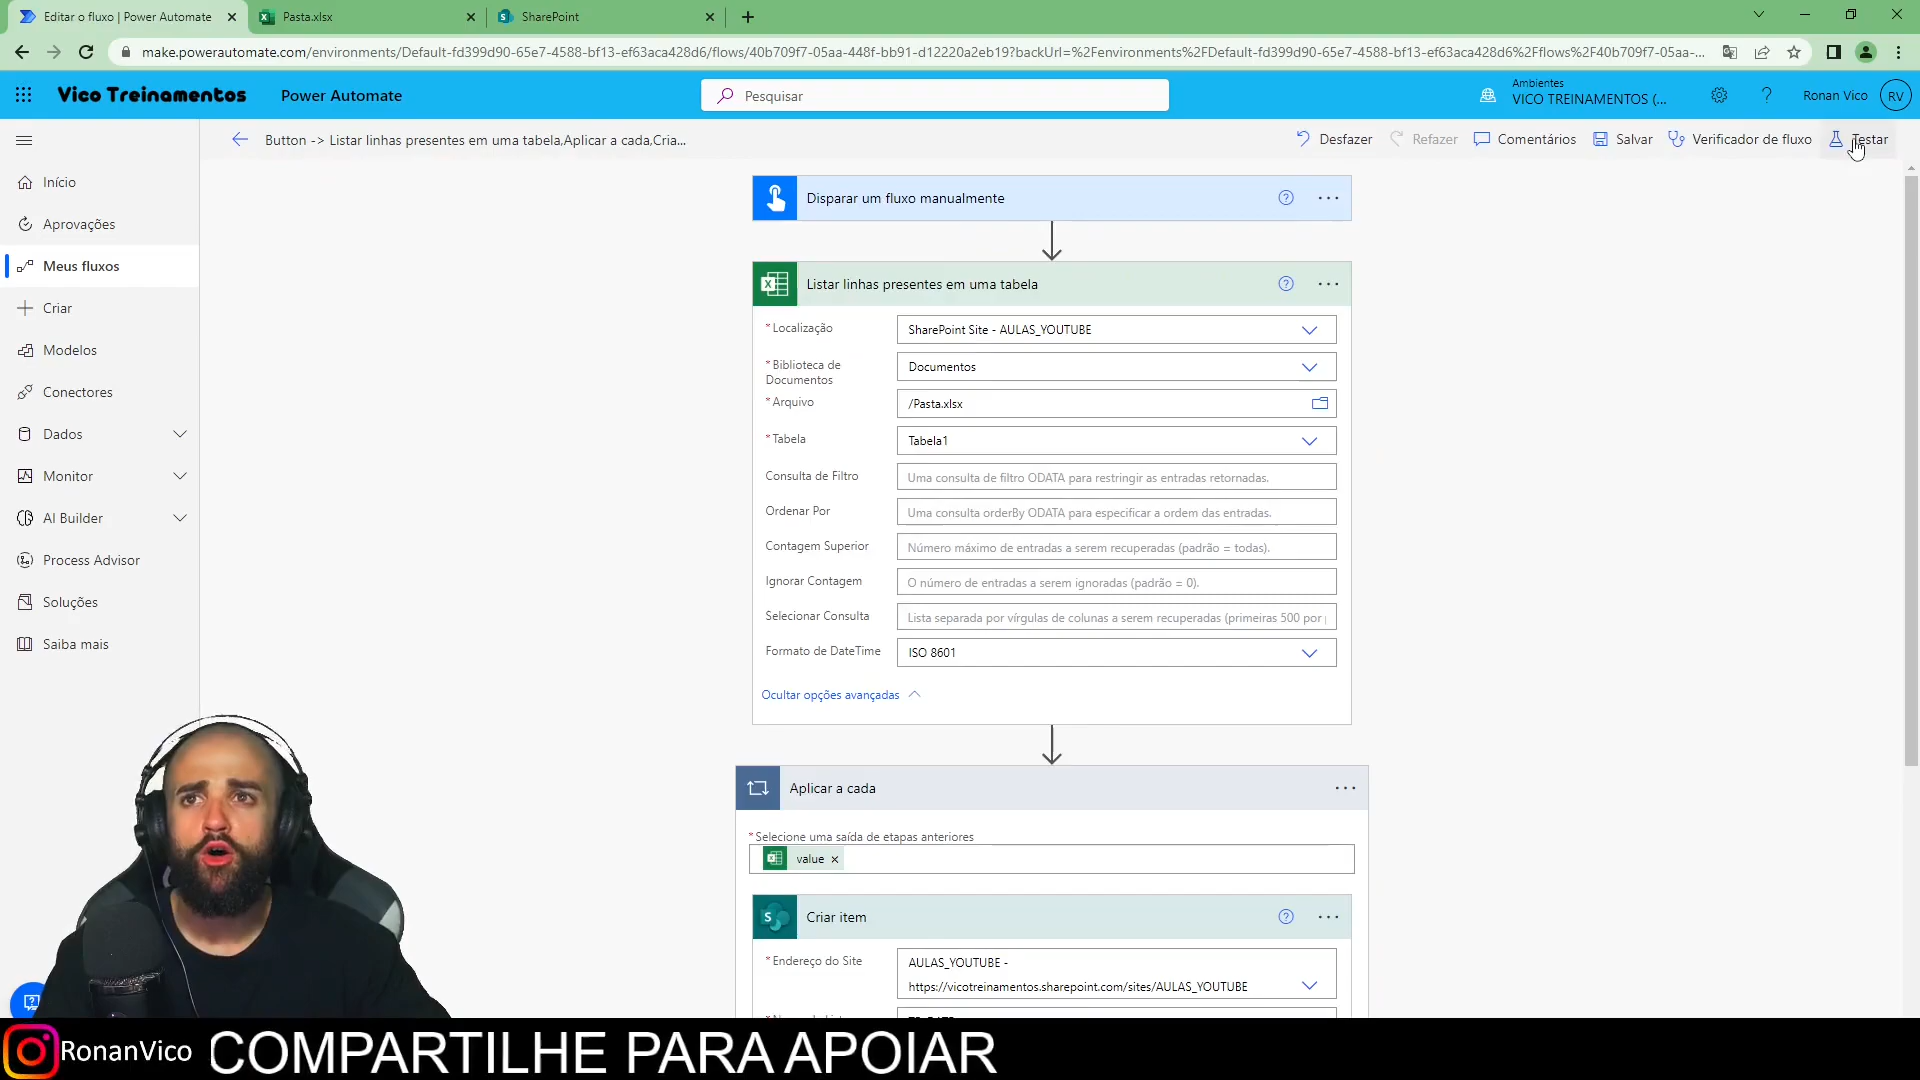 Editar o fluxo | Power Automate
Pasta.xlsx
SharePoint
make.powerautomate.com/environments/Default-fd399d90-65e7-4588-bf13-ef63aca428d6/flows/40b709f7-05aa-448f-bb91-d12220a2eb19?backUrl=%2Fenvironments%2FDefault-fd399d90-65e7-4588-bf13-ef63aca428d6%2Fflows%2F40b709f7-05aa-...
Vico Treinamentos
Power Automate
Pesquisar
Ambientes
VICO TREINAMENTOS (...
Ronan Vico
RV
Button -> Listar linhas presentes em uma tabela,Aplicar a cada,Cria...
Desfazer
Refazer
Comentários
Salvar
Verificador de fluxo
Testar
Início
Aprovações
Meus fluxos
Criar
Modelos
Conectores
Dados
Monitor
AI Builder
Process Advisor
Soluções
Saiba mais
Disparar um fluxo manualmente
Listar linhas presentes em uma tabela
*Localização
SharePoint Site - AULAS_YOUTUBE
*Biblioteca de
Documentos
Documentos
*Arquivo
/Pasta.xlsx
*Tabela
Tabela1
Consulta de Filtro
Uma consulta de filtro ODATA para restringir as entradas retornadas.
Ordenar Por
Uma consulta orderBy ODATA para especificar a ordem das entradas.
Contagem Superior
Número máximo de entradas a serem recuperadas (padrão = todas).
Ignorar Contagem
O número de entradas a serem ignoradas (padrão = 0).
Selecionar Consulta
Lista separada por vírgulas de colunas a serem recuperadas (primeiras 500 por
Formato de DateTime
ISO 8601
Ocultar opções avançadas
Aplicar a cada
*Selecione uma saída de etapas anteriores
value
Criar item
*Endereço do Site
AULAS_YOUTUBE -
https://vicotreinamentos.sharepoint.com/sites/AULAS_YOUTUBE
RonanVico
COMPARTILHE PARA APOIAR